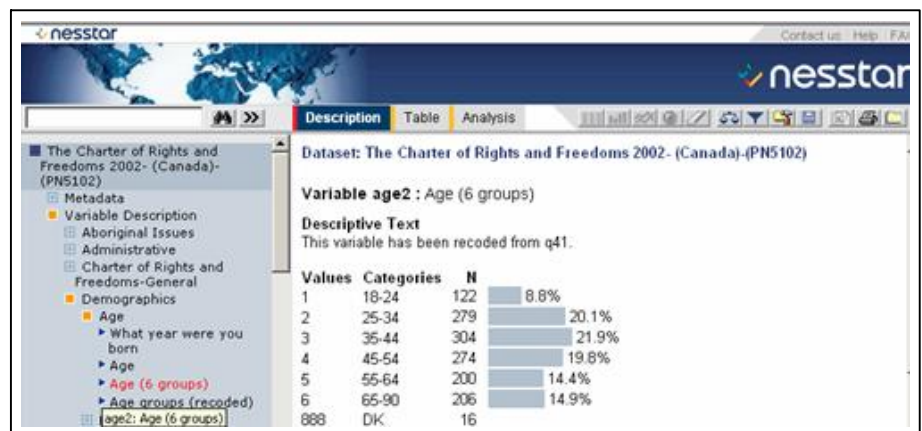 nesstar
Contact us Help FA
nesstar
Description Table Analysis
The Charter of Rights and
Freedoms 2002- (Canada)-
(PN5102)
Metadata
Variable Description
Aboriginal Issues
Administrative
Charter of Rights and
Freedoms-General
Demographics
Age
What year were you
born
Age
Age (6 groups)
Age groups (recoded)
age2: Age (6 groups)
Dataset: The Charter of Rights and Freedoms 2002- (Canada)-(PN5102)
Variable age2 : Age (6 groups)
Descriptive Text
This variable has been recoded from q41.
Values Categories N
1 18-24 122 8.8%
2 25-34 279 20.1%
3 35-44 304 21.9%
4 45-54 274 19.8%
5 55-64 200 14.4%
6 65-90 206 14.9%
888 DK 16